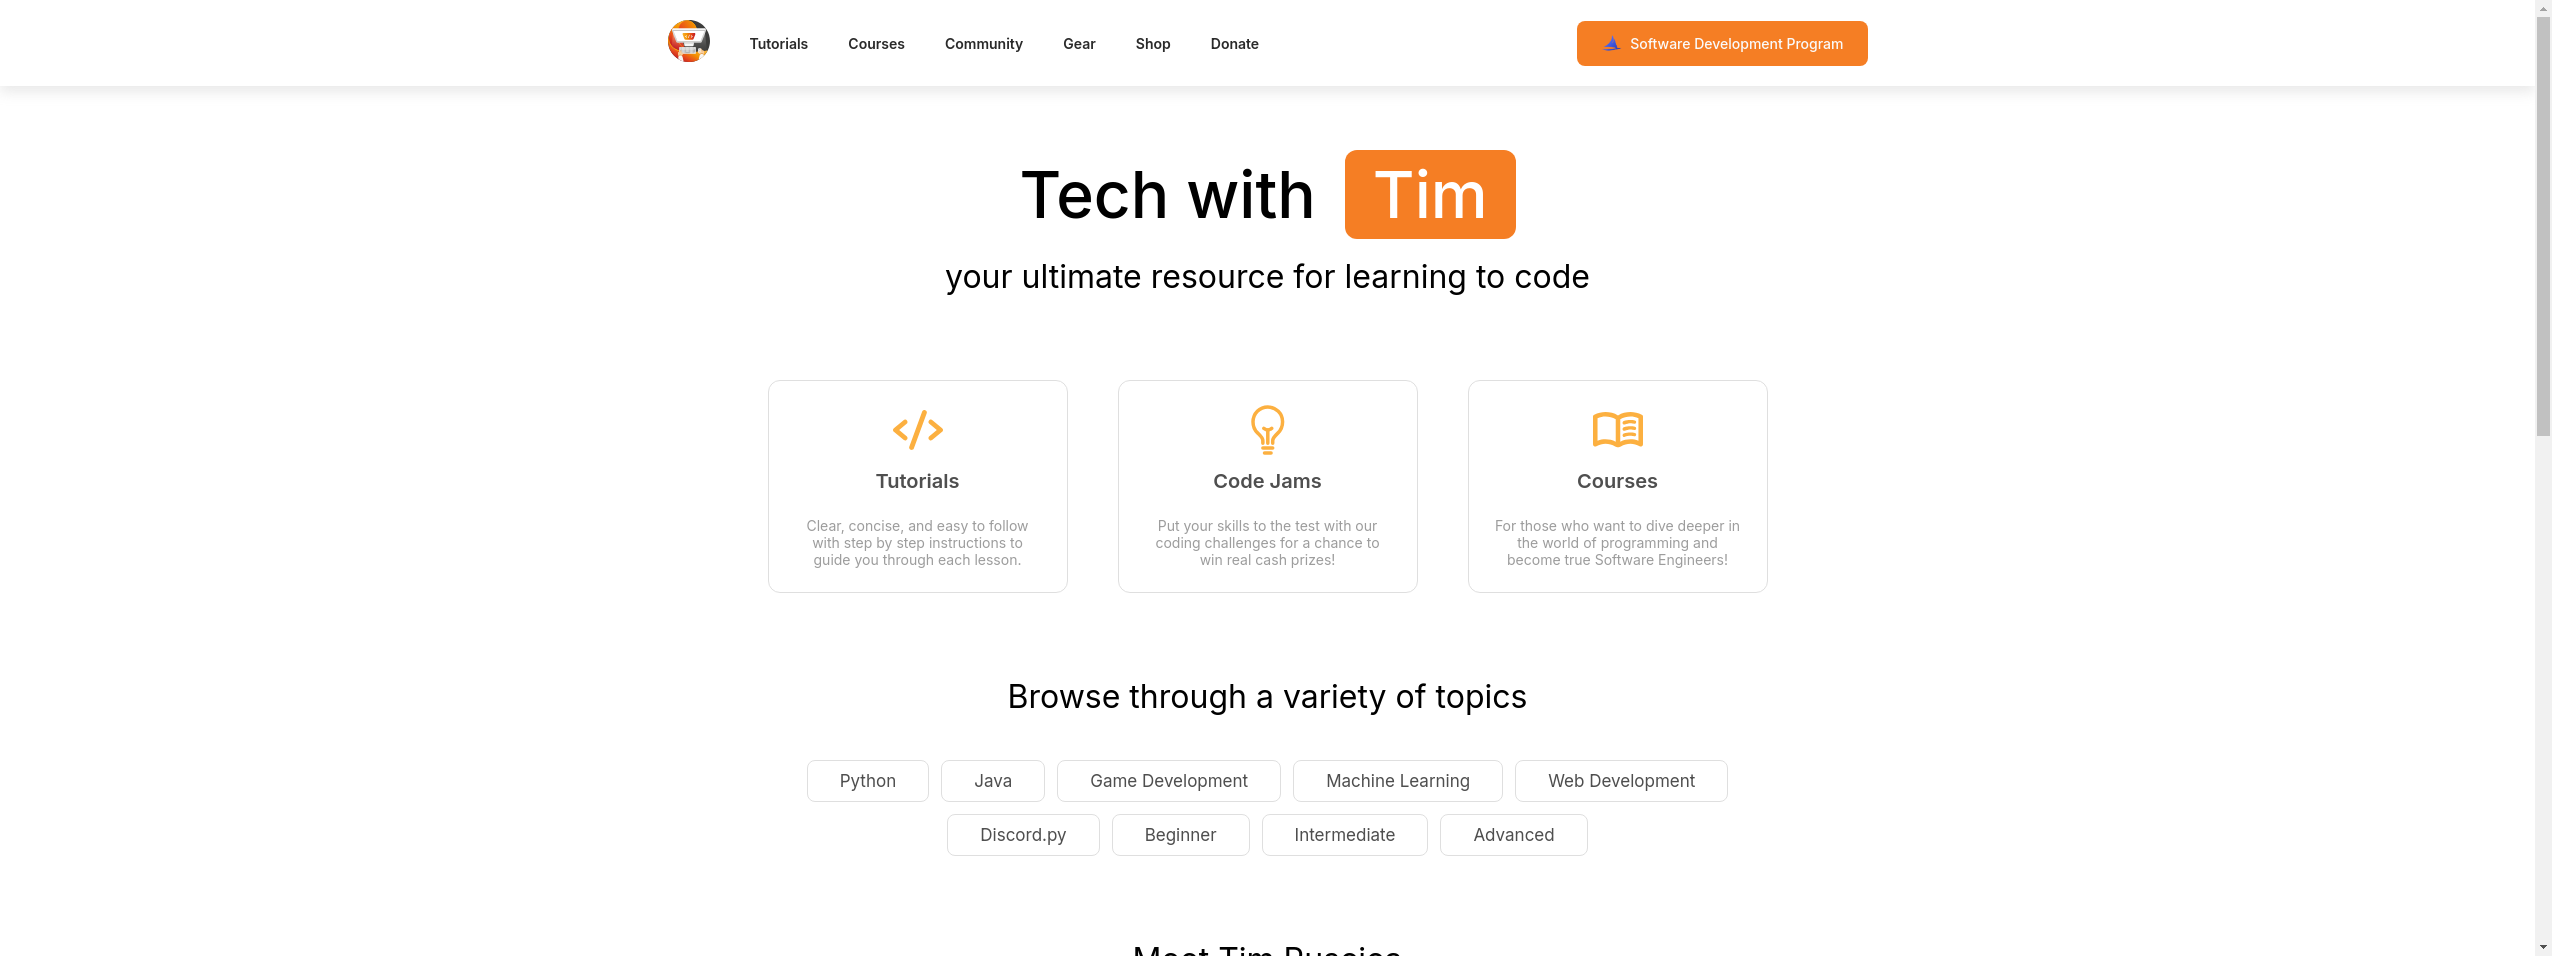 Tutorials
Courses
Community
Gear
Shop
Donate
Software Development Program
Tech with Tim
your ultimate resource for learning to code
Tutorials
Clear, concise, and easy to follow
with step by step instructions to
guide you through each lesson.
Code Jams
Put your skills to the test with our
coding challenges for a chance to
win real cash prizes!
Courses
For those who want to dive deeper in
the world of programming and
become true Software Engineers!
Browse through a variety of topics
Python
Java
Game Development
Machine Learning
Web Development
Discord.py
Beginner
Intermediate
Advanced
Meet Tim